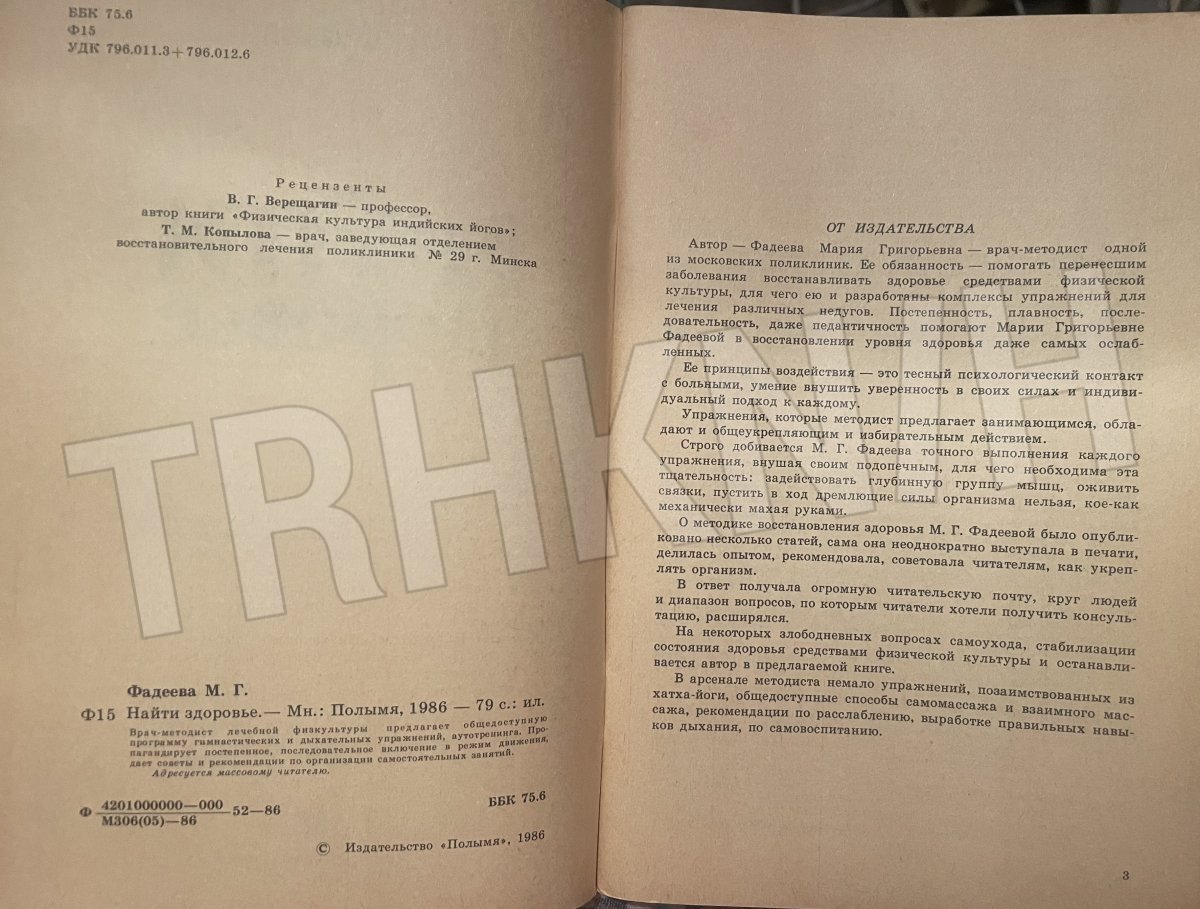 ББК 75.6
Ф15
УДК 796.011.3+796.012.6
Рецензенты
В. Г. Верещагин — профессор,
автор книги «Физическая культура индийских йогов»;
Т. М. Копылова — врач, заведующая отделением
восстановительного лечения поликлиники № 29 г. Минска
Фадеева М. Г.
Ф15 Найти здоровье.— Мн.: Полымя, 1986 — 79 с.: ил.
Врач-методист лечебной физкультуры предлагает общедоступную
программу гимнастических и дыхательных упражнений, аутотренинга. Про-
пагандирует постепенное, последовательное включение в режим движения,
дает советы и рекомендации по организации самостоятельных занятий.
Адресуется массовому читателю.
Ф 4201000000—000 52—86
М306(05)—86
ББК 75.6
© Издательство «Полымя», 1986
ОТ ИЗДАТЕЛЬСТВА
Автор — Фадеева Мария Григорьевна — врач-методист одной
из московских поликлиник. Ее обязанность — помогать перенесшим
заболевания восстанавливать здоровье средствами физической
культуры, для чего ею и разработаны комплексы упражнений для
лечения различных недугов. Постепенность, плавность, после-
довательность, даже педантичность помогают Марии Григорьевне
Фадеевой в восстановлении уровня здоровья даже самых ослаб-
ленных.
Ее принципы воздействия — это тесный психологический контакт
с больными, умение внушить уверенность в своих силах и индиви-
дуальный подход к каждому.
Упражнения, которые методист предлагает занимающимся, обла-
дают и общеукрепляющим и избирательным действием.
Строго добивается М. Г. Фадеева точного выполнения каждого
упражнения, внушая своим подопечным, для чего необходима эта
тщательность: задействовать глубинную группу мышц, оживить
связки, пустить в ход дремлющие силы организма нельзя, кое-как
механически махая руками.
О методике восстановления здоровья М. Г. Фадеевой было опубли-
ковано несколько статей, сама она неоднократно выступала в печати,
делилась опытом, рекомендовала, советовала читателям, как укреп-
лять организм.
В ответ получала огромную читательскую почту, круг людей
и диапазон вопросов, по которым читатели хотели получить консуль-
тацию, расширялся.
На некоторых злободневных вопросах самоухода, стабилизации
состояния здоровья средствами физической культуры и останавли-
вается автор в предлагаемой книге.
В арсенале методиста немало упражнений, позаимствованных из
хатха-йоги, общедоступные способы самомассажа и взаимного мас-
сажа, рекомендации по расслаблению, выработке правильных навы-
ков дыхания, по самовоспитанию.
3
TRHKNVH